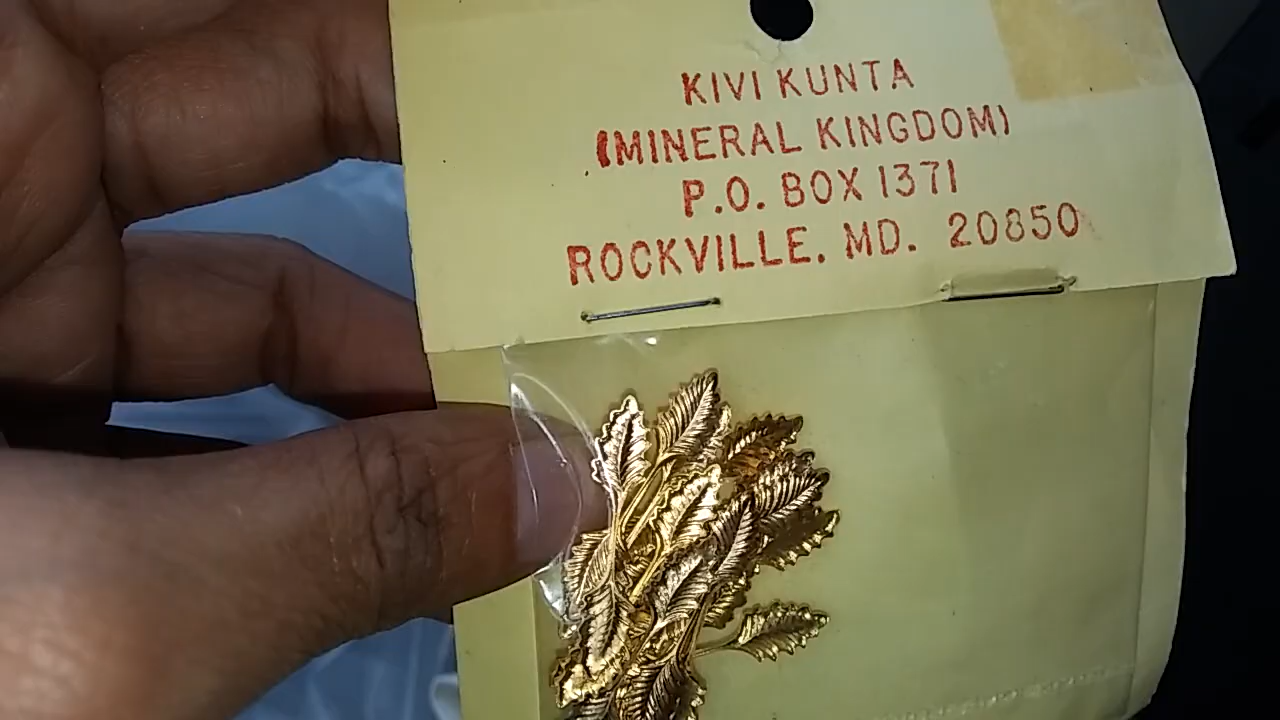 KIVI KUNTA
(MINERAL KINGDOM)
P.O. BOX 1371
ROCKVILLE. MD. 20850